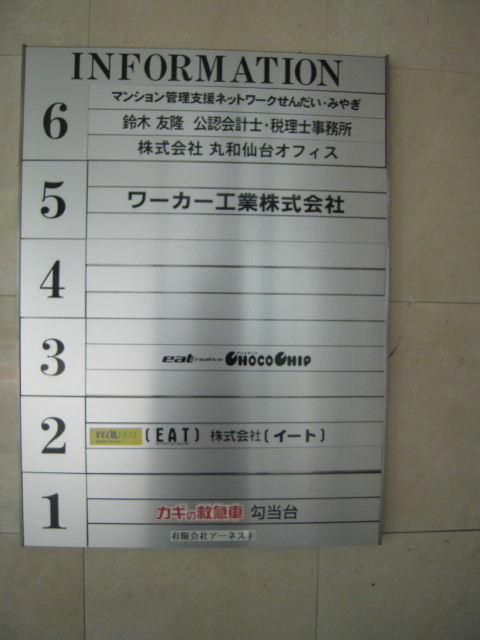 INFORMATION
6
マンション管理支援ネットワークせんだい・みやぎ
鈴木 友隆 公認会計士・税理士事務所
株式会社 丸和仙台オフィス
5
ワーカー工業株式会社
4
3
eatcreative CHOCOCHIP
2
(EAT) 株式会社(イート)
1
カギの救急車 勾当台
有限会社アーネスト